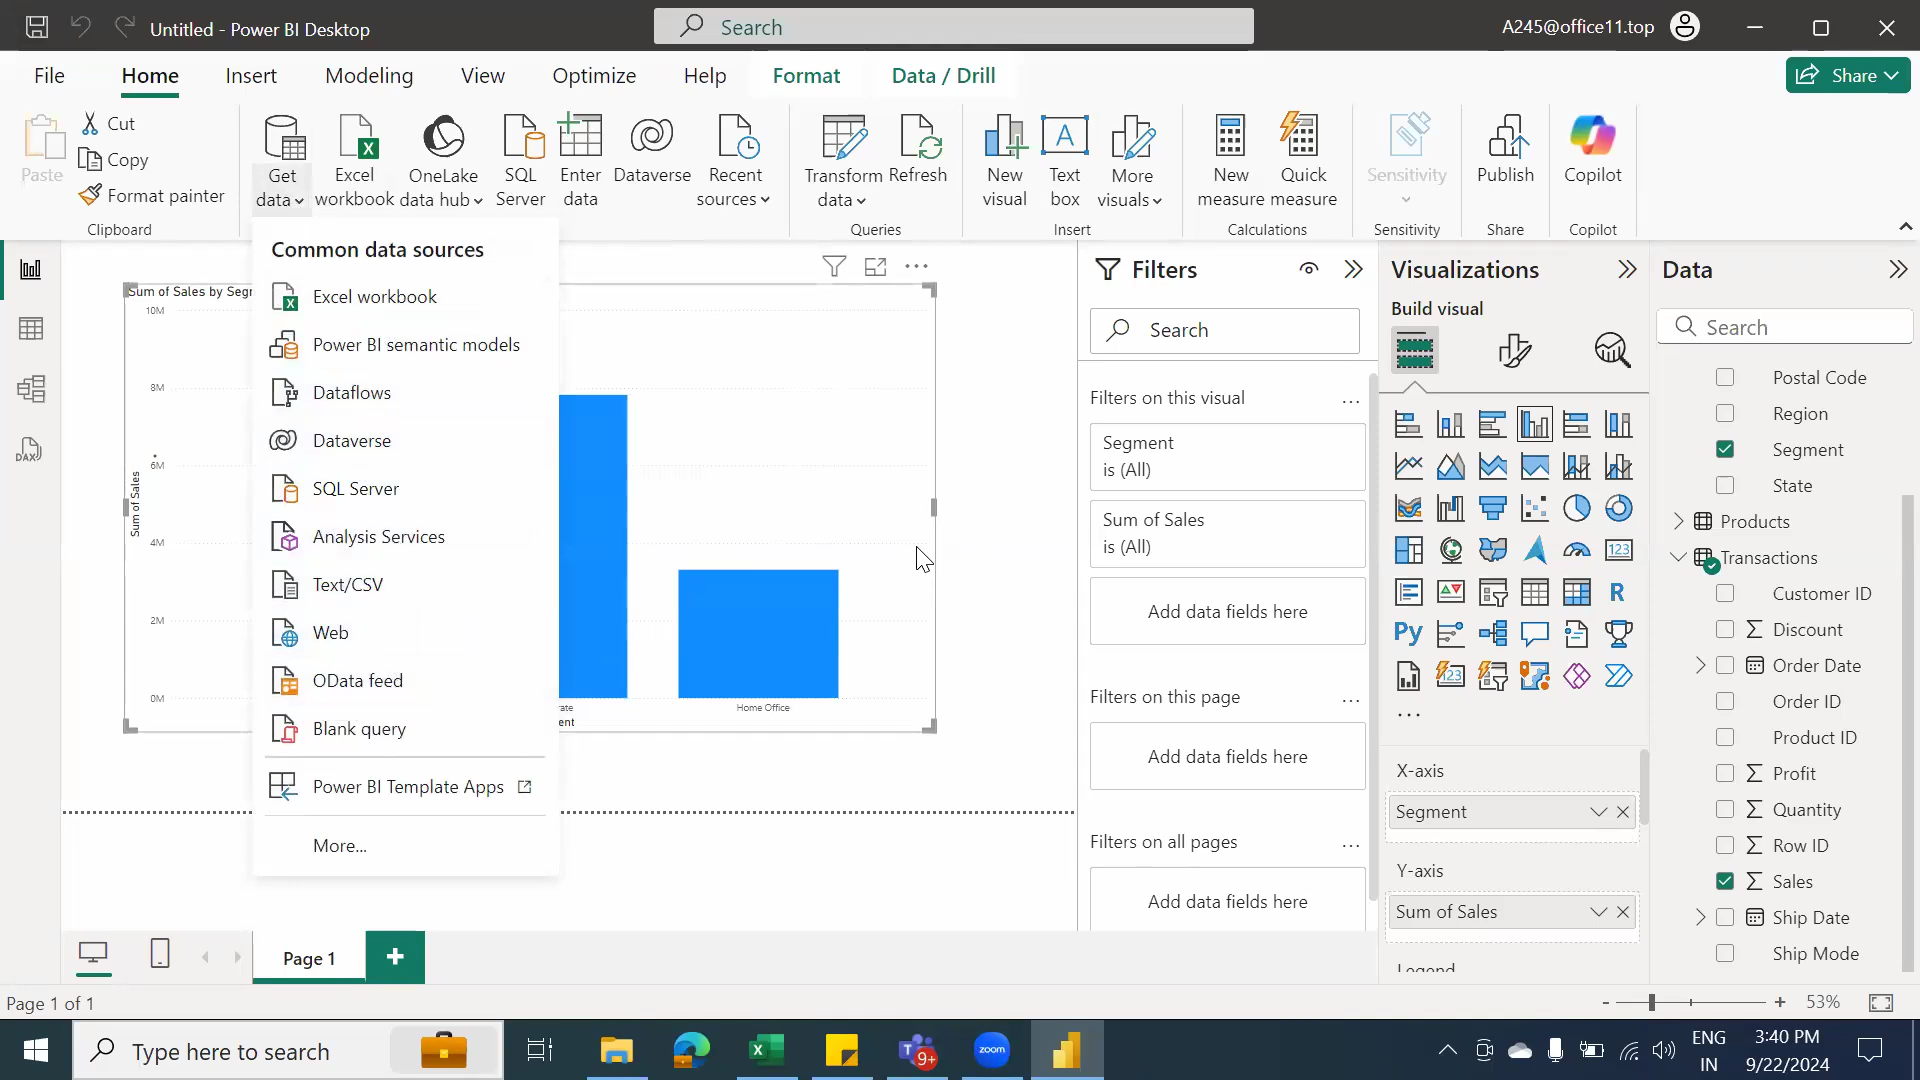 Untitled - Power BI Desktop
Search
A245@office11.top
File
Home
Insert
Modeling
View
Optimize
Help
Format
Data / Drill
Share
Paste
Cut
Copy
Format painter
Clipboard
Get
data
Excel
workbook
OneLake
data hub
SQL
Server
Enter
data
Dataverse
Recent
sources
Transform
data
Refresh
Queries
New
visual
Text
box
More
visuals
Insert
New
measure
Quick
measure
Calculations
Sensitivity
Sensitivity
Publish
Share
Copilot
Copilot
Common data sources
Excel workbook
Power BI semantic models
Dataflows
Dataverse
SQL Server
Analysis Services
Text/CSV
Web
OData feed
Blank query
Power BI Template Apps
More...
DAX
Sum of Sales by Segm
10M
8M
6M
4M
2M
0M
Sum of Sales
rate
Home Office
ent
Filters
Search
Filters on this visual
...
Segment
is (All)
Sum of Sales
is (All)
Add data fields here
Filters on this page
...
Add data fields here
Filters on all pages
...
Add data fields here
Visualizations
Build visual
123
R
Py
123
...
X-axis
Segment
Y-axis
Sum of Sales
Legend
Data
Search
Postal Code
Region
Segment
State
Products
Transactions
Customer ID
Discount
Order Date
Order ID
Product ID
Profit
Quantity
Row ID
Sales
Ship Date
Ship Mode
Page 1
+
Page 1 of 1
- + 53%
Type here to search
9+
zoom
ENG
IN
3:40 PM
9/22/2024